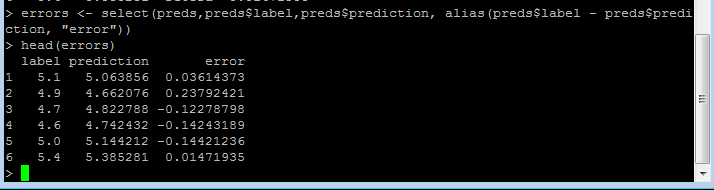 > errors <- select(preds,preds$label,preds$prediction, alias(preds$label - preds$predi
ction, "error"))
> head(errors)
  label prediction       error
1   5.1   5.063856  0.03614373
2   4.9   4.662076  0.23792421
3   4.7   4.822788 -0.12278798
4   4.6   4.742432 -0.14243189
5   5.0   5.144212 -0.14421236
6   5.4   5.385281  0.01471935
>